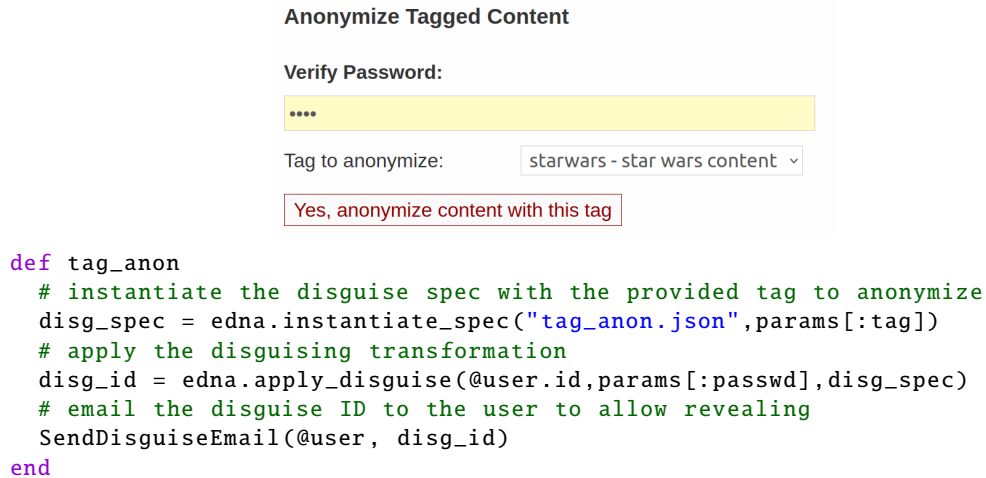 Anonymize Tagged Content
Verify Password:
••••
Tag to anonymize: starwars - star wars content
Yes, anonymize content with this tag
def tag_anon
  # instantiate the disguise spec with the provided tag to anonymize
  disg_spec = edna.instantiate_spec("tag_anon.json",params[:tag])
  # apply the disguising transformation
  disg_id = edna.apply_disguise(@user.id,params[:passwd],disg_spec)
  # email the disguise ID to the user to allow revealing
  SendDisguiseEmail(@user, disg_id)
end